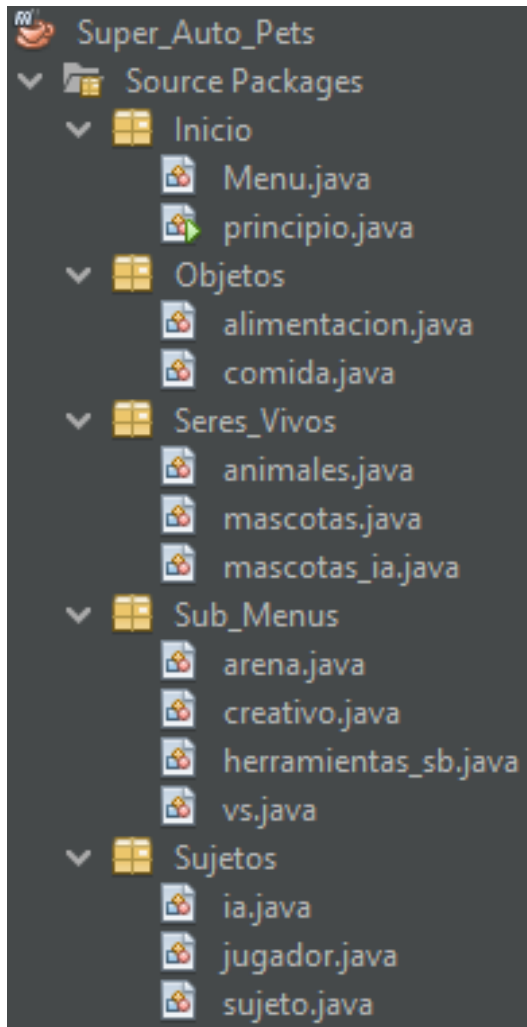 Super_Auto_Pets
Source Packages
Inicio
Menu.java
principio.java
Objetos
alimentacion.java
comida.java
Seres_Vivos
animales.java
mascotas.java
mascotas_ia.java
Sub_Menus
arena.java
creativo.java
herramientas_sb.java
vs.java
Sujetos
ia.java
jugador.java
sujeto.java